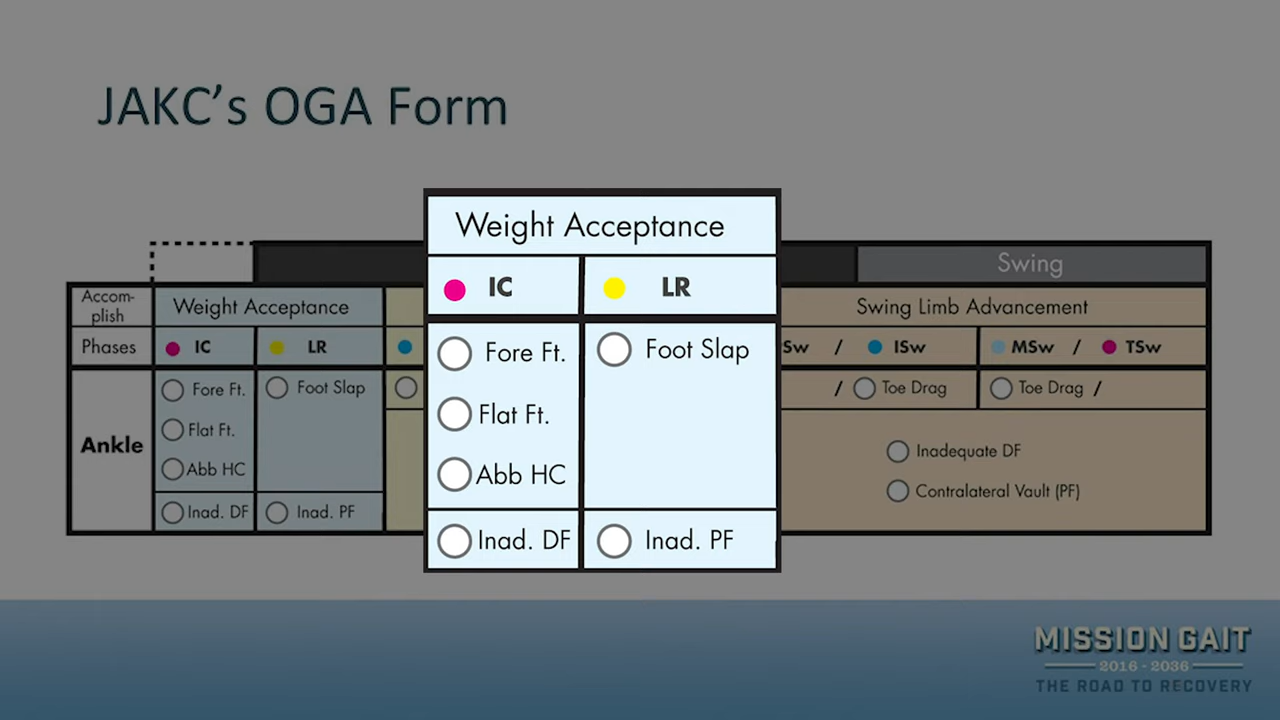 JAKC's OGA Form
Weight Acceptance
IC LR
Fore Ft. Foot Slap
Flat Ft.
Abb HC
Inad. DF Inad. PF
Swing
Accom-
plish
Weight Acceptance
Swing Limb Advancement
Phases IC LR Sw / ISw MSw / TSw
Ankle
Fore Ft. Foot Slap / Toe Drag Toe Drag /
Flat Ft.
Abb HC
Inad. DF Inad. PF
Inadequate DF
Contralateral Vault (PF)
MISSION GAIT
2016 - 2036
THE ROAD TO RECOVERY